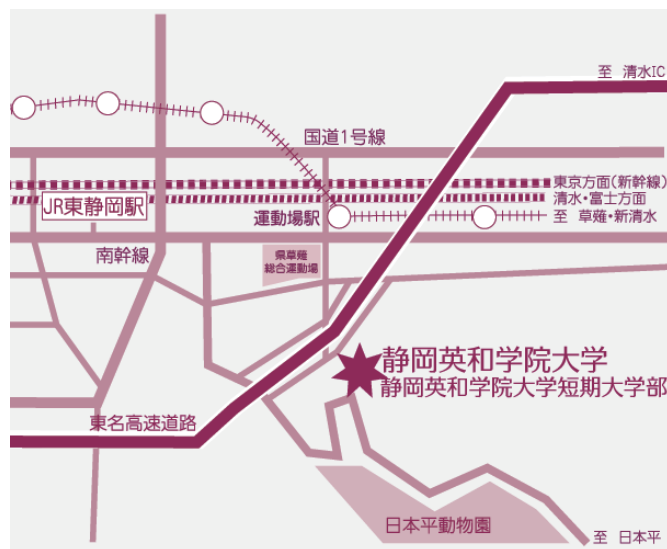 至 清水IC
国道1号線
東京方面(新幹線)
清水・富士方面
JR東静岡駅
運動場駅
至 草薙・新清水
南幹線
県草薙
総合運動場
静岡英和学院大学
静岡英和学院大学短期大学部
東名高速道路
日本平動物園
至 日本平